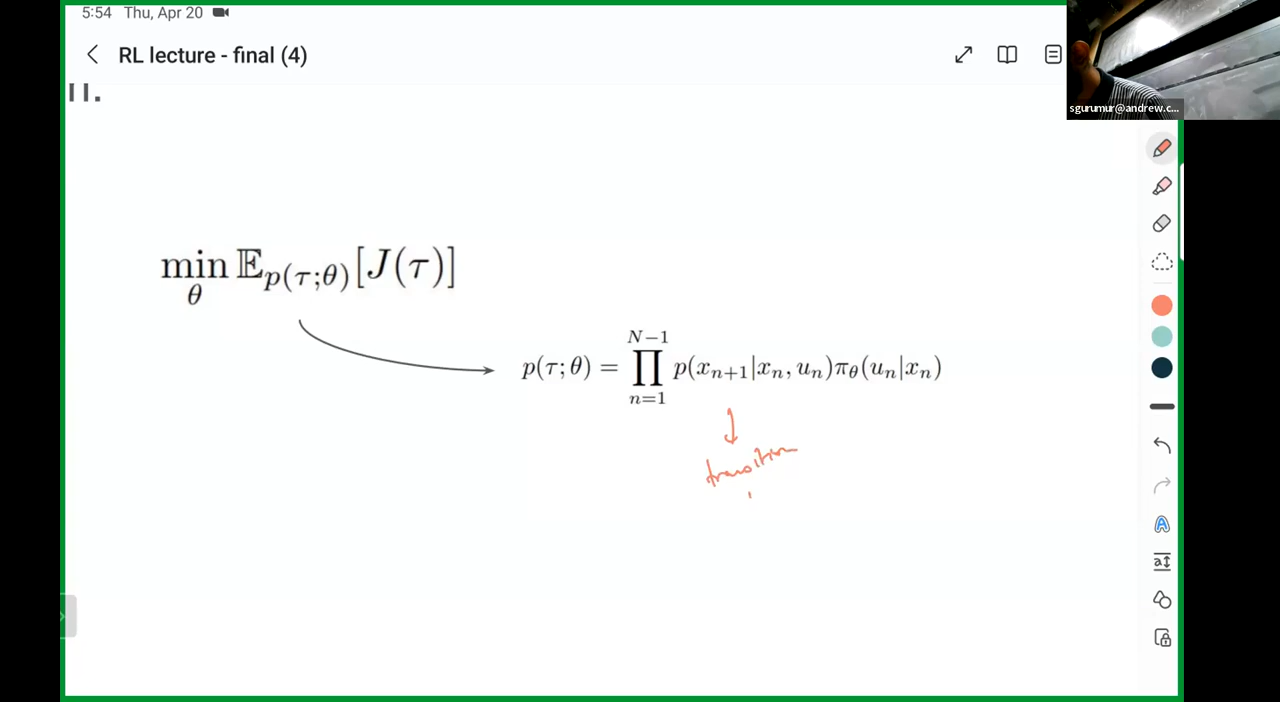 5:54 Thu, Apr 20
RL lecture - final (4)
sgurumur@andrew.c...
II.
min_θ 𝔼_{p(τ;θ)}[J(τ)]
p(τ;θ) = ∏_{n=1}^{N−1} p(x_{n+1}|x_n, u_n)π_θ(u_n|x_n)
transition